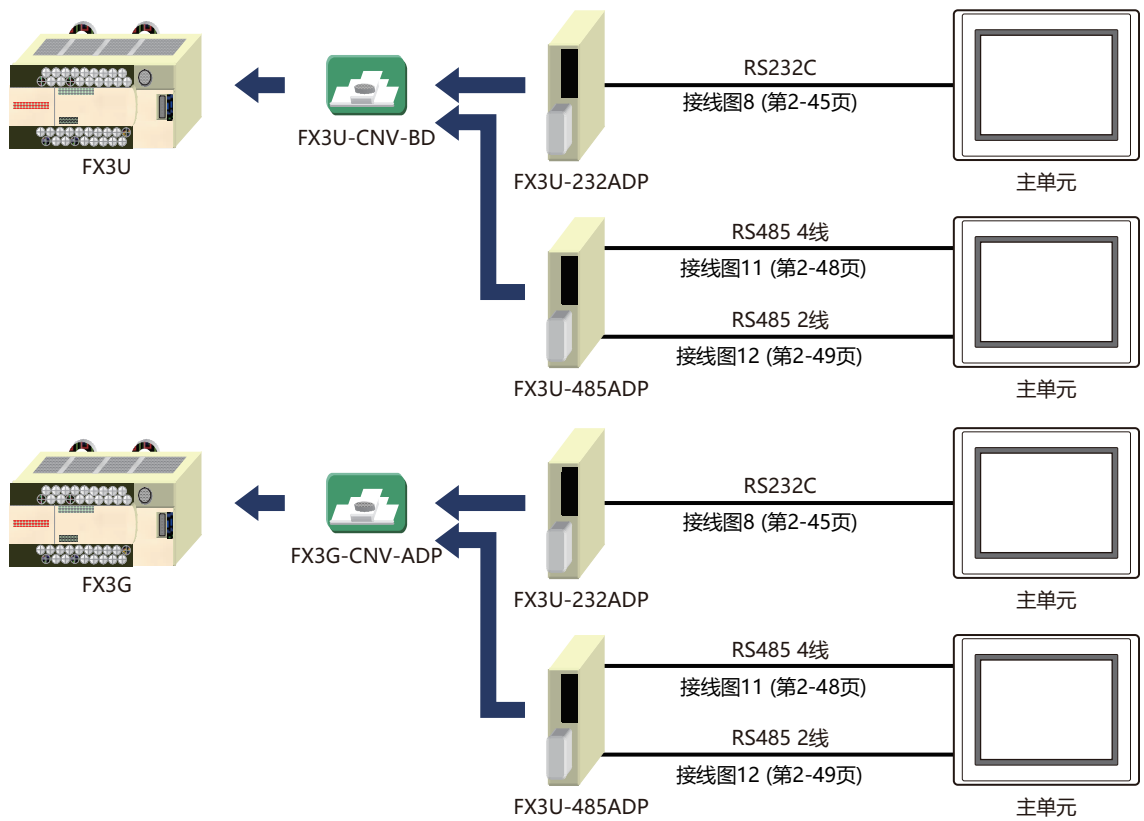 RS232C
接线图8 (第2-45页)
FX3U-CNV-BD
FX3U
FX3U-232ADP
主单元
RS485 4线
接线图11 (第2-48页)
RS485 2线
接线图12 (第2-49页)
FX3U-485ADP
主单元
RS232C
接线图8 (第2-45页)
FX3G-CNV-ADP
FX3G
FX3U-232ADP
主单元
RS485 4线
接线图11 (第2-48页)
RS485 2线
接线图12 (第2-49页)
FX3U-485ADP
主单元